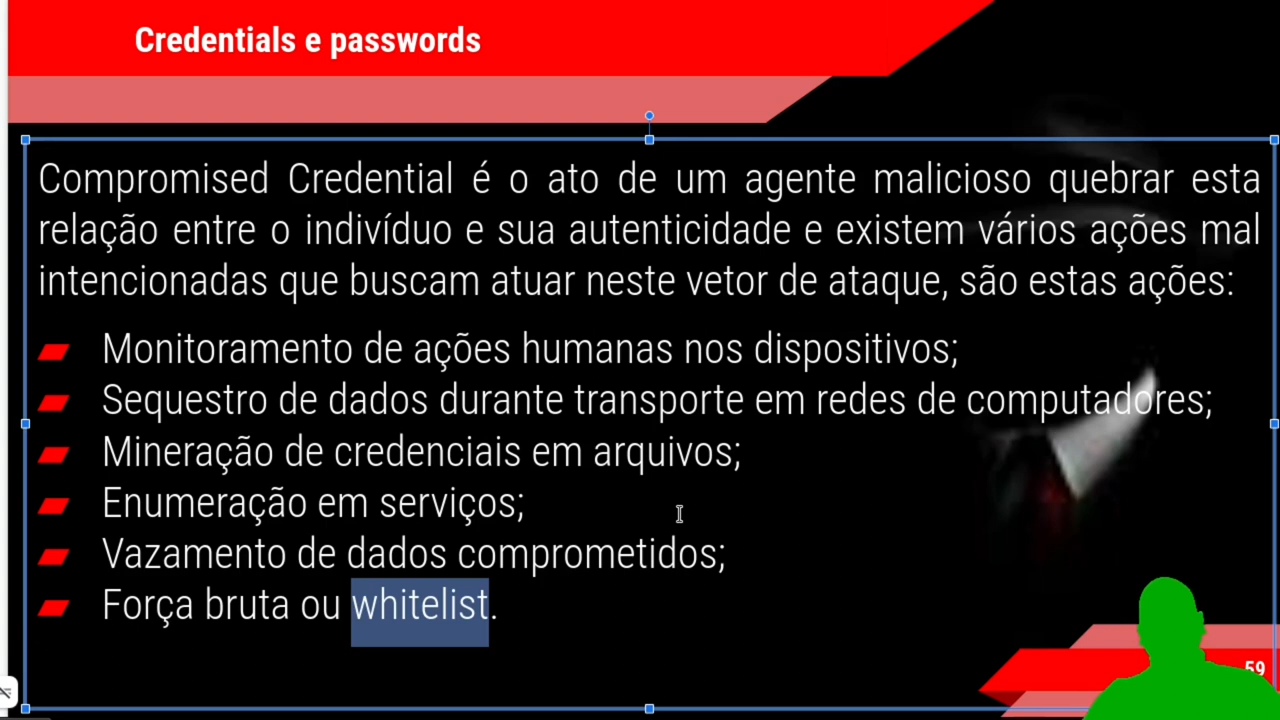 Credentials e passwords
Compromised Credential é o ato de um agente malicioso quebrar esta
relação entre o indivíduo e sua autenticidade e existem vários ações mal
intencionadas que buscam atuar neste vetor de ataque, são estas ações:
Monitoramento de ações humanas nos dispositivos;
Sequestro de dados durante transporte em redes de computadores;
Mineração de credenciais em arquivos;
Enumeração em serviços;
Vazamento de dados comprometidos;
Força bruta ou whitelist.
59